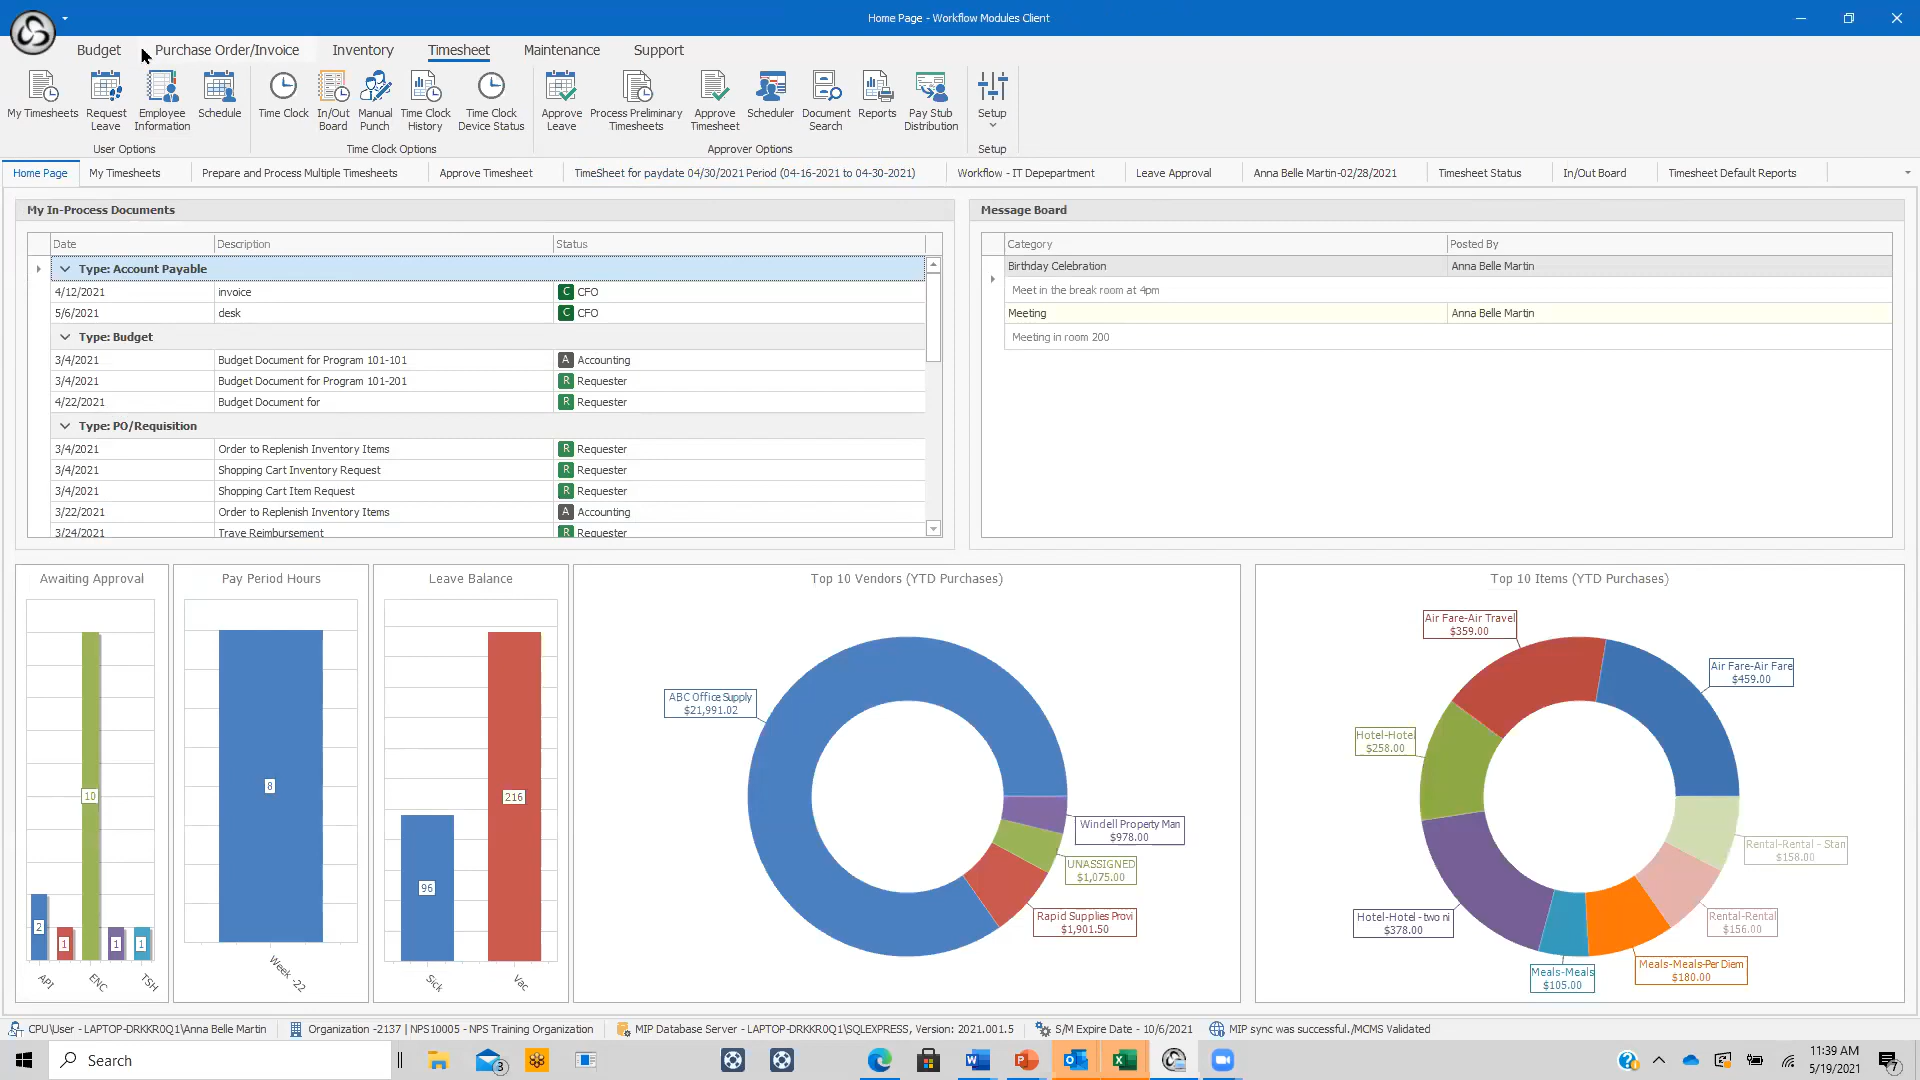 Home Page - Workflow Modules Client
Budget Purchase Order/Invoice Inventory Timesheet Maintenance Support
My Timesheets
Request Leave
Employee Information
Schedule
User Options
Time Clock
In/Out Board
Manual Punch
Time Clock History
Time Clock Device Status
Time Clock Options
Approve Leave
Process Preliminary Timesheets
Approve Timesheet
Scheduler
Document Search
Reports
Pay Stub Distribution
Approver Options
Setup
Setup
Home Page My Timesheets Prepare and Process Multiple Timesheets Approve Timesheet TimeSheet for paydate 04/30/2021 Period (04-16-2021 to 04-30-2021) Workflow - IT Depepartment Leave Approval Anna Belle Martin-02/28/2021 Timesheet Status In/Out Board Timesheet Default Reports
My In-Process Documents
Date Description Status
Type: Account Payable
4/12/2021 invoice C CFO
5/6/2021 desk C CFO
Type: Budget
3/4/2021 Budget Document for Program 101-101 A Accounting
3/4/2021 Budget Document for Program 101-201 R Requester
4/22/2021 Budget Document for R Requester
Type: PO/Requisition
3/4/2021 Order to Replenish Inventory Items R Requester
3/4/2021 Shopping Cart Inventory Request R Requester
3/4/2021 Shopping Cart Item Request R Requester
3/22/2021 Order to Replenish Inventory Items A Accounting
3/24/2021 Trave Reimbursement R Requester
Message Board
Category Posted By
Birthday Celebration Anna Belle Martin
Meet in the break room at 4pm
Meeting Anna Belle Martin
Meeting in room 200
Awaiting Approval
10
2
1
1
1
API ENC TSH
Pay Period Hours
8
Week -22
Leave Balance
216
96
Sick Vac
Top 10 Vendors (YTD Purchases)
ABC Office Supply
$21,991.02
Windell Property Man
$978.00
UNASSIGNED
$1,075.00
Rapid Supplies Provi
$1,901.50
Top 10 Items (YTD Purchases)
Air Fare-Air Travel
$359.00
Air Fare-Air Fare
$459.00
Hotel-Hotel
$258.00
Rental-Rental - Stan
$158.00
Hotel-Hotel - two ni
$378.00
Rental-Rental
$156.00
Meals-Meals-Per Diem
$180.00
Meals-Meals
$105.00
CPU\User - LAPTOP-DRKKR0Q1\Anna Belle Martin Organization -2137 | NPS10005 - NPS Training Organization MIP Database Server - LAPTOP-DRKKR0Q1\SQLEXPRESS, Version: 2021.001.5 S/M Expire Date - 10/6/2021 MIP sync was successful./MCMS Validated
Search
3
11:39 AM
5/19/2021
7